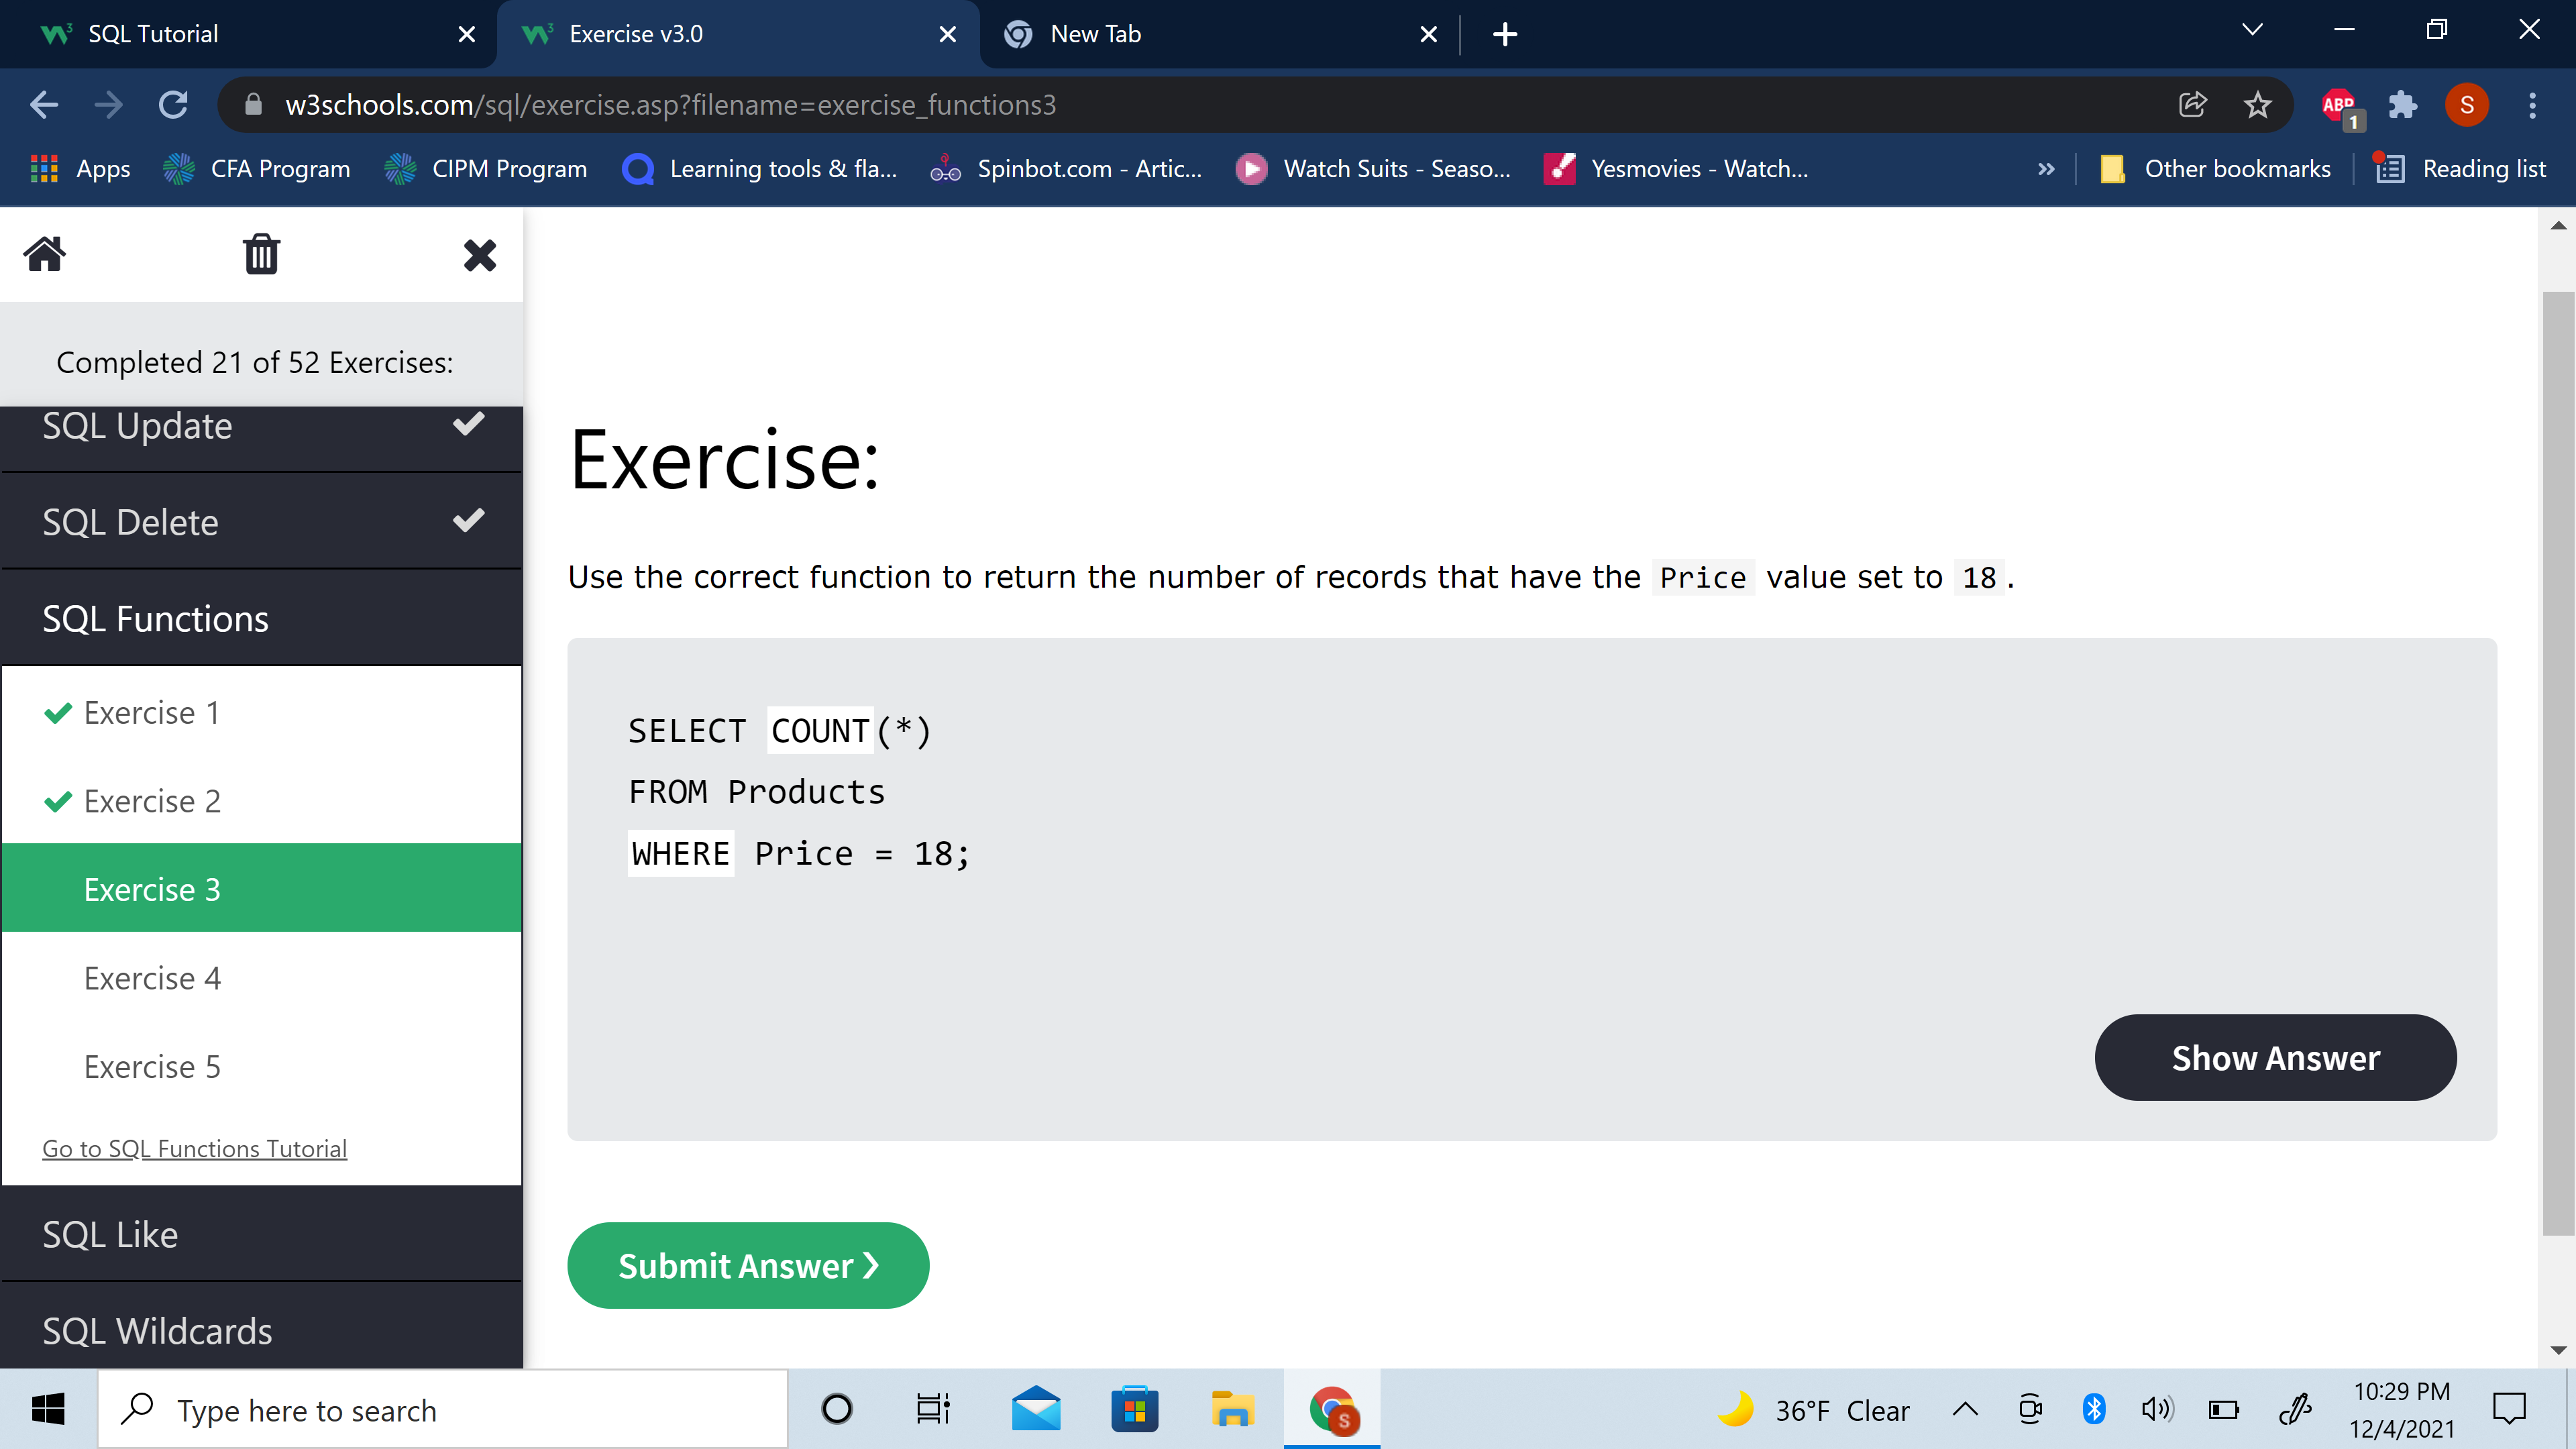 SQL Tutorial
Exercise v3.0
New Tab
w3schools.com/sql/exercise.asp?filename=exercise_functions3
ABP
1
S
Apps
CFA Program
CIPM Program
Learning tools & fla...
Spinbot.com - Artic...
Watch Suits - Seaso...
Yesmovies - Watch...
»
Other bookmarks
Reading list
Completed 21 of 52 Exercises:
SQL Update
SQL Delete
SQL Functions
Exercise 1
Exercise 2
Exercise 3
Exercise 4
Exercise 5
Go to SQL Functions Tutorial
SQL Like
SQL Wildcards
Exercise:
Use the correct function to return the number of records that have the Price value set to 18.
SELECT COUNT(*)
FROM Products
WHERE Price = 18;
Show Answer
Submit Answer ❯
Type here to search
S
36°F Clear
10:29 PM
12/4/2021